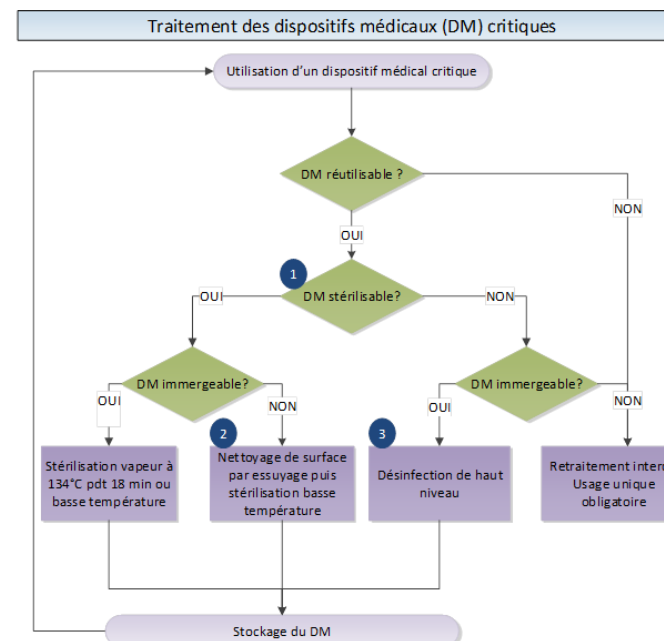 Traitement des dispositifs médicaux (DM) critiques
Utilisation d'un dispositif médical critique
DM réutilisable ?
NON
OUI
1
DM stérilisable?
OUI
NON
DM immergeable?
DM immergeable?
OUI
NON
OUI
NON
2
3
Stérilisation vapeur à
134°C pdt 18 min ou
basse température
Nettoyage de surface
par essuyage puis
stérilisation basse
température
Désinfection de haut
niveau
Retraitement inter
Usage unique
obligatoire
Stockage du DM